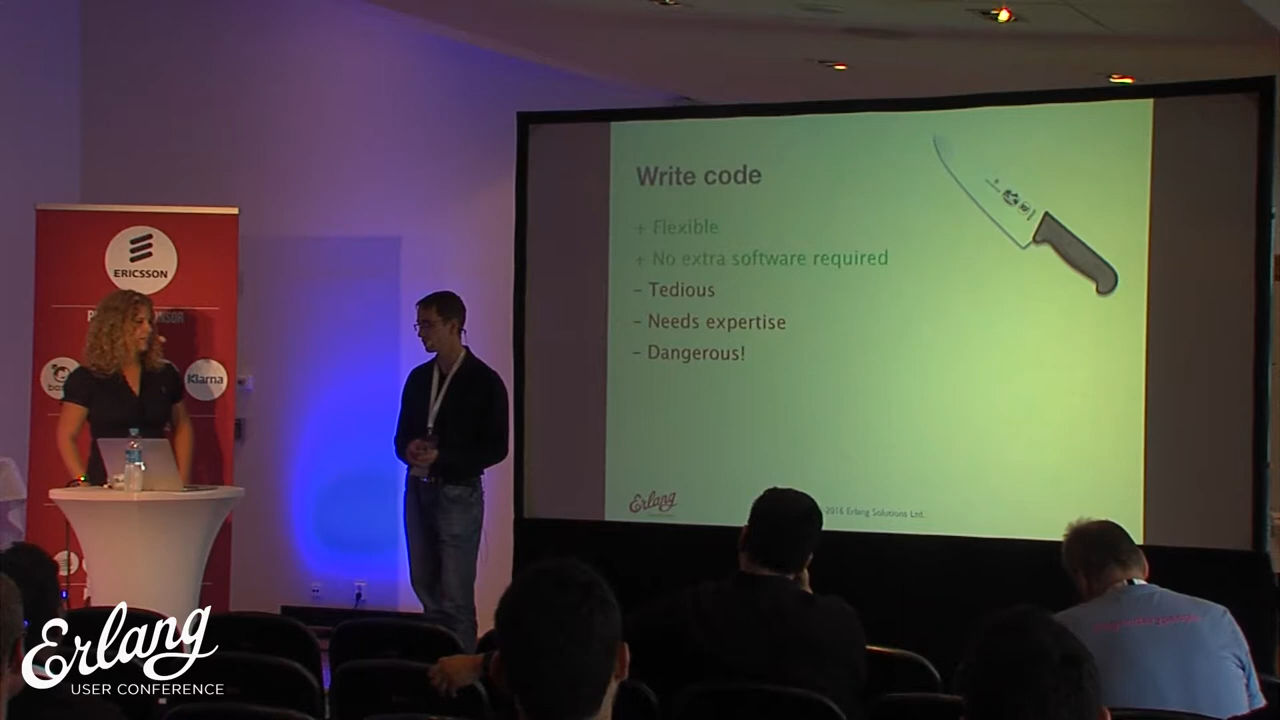 ERICSSON
Klarna
Write code
+ Flexible
+ No extra software required
- Tedious
- Needs expertise
- Dangerous!
Erlang
2016 Erlang Solutions Ltd.
Erlang
USER CONFERENCE